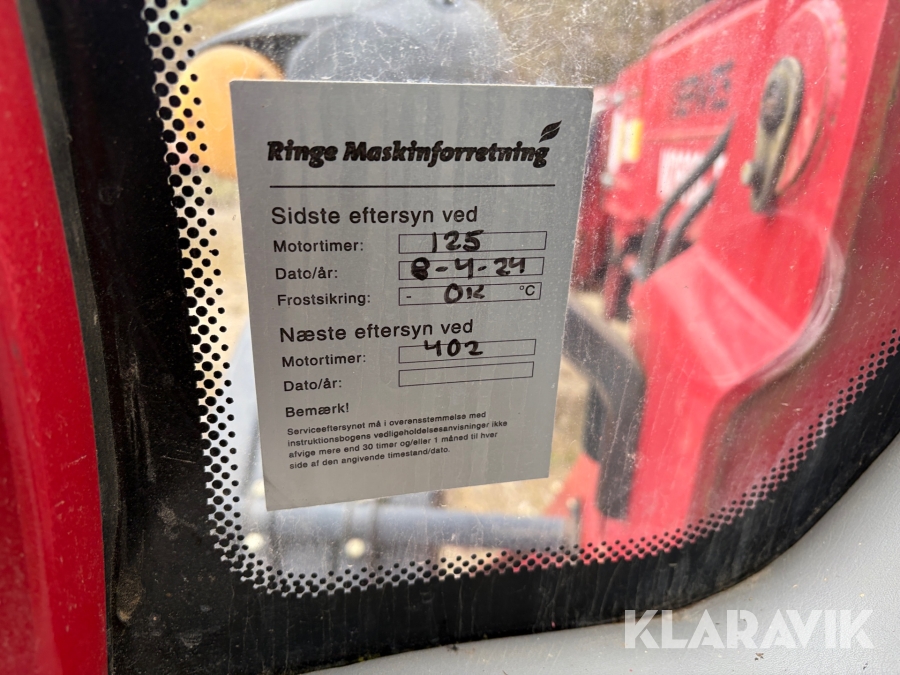 Ringe Maskinforretning
Sidste eftersyn ved
Motortimer: 125
Dato/år: 8-4-24
Frostsikring: - OK °C
Næste eftersyn ved
Motortimer: 402
Dato/år:
Bemærk!
Serviceeftersynet må i overensstemmelse med
instruktionsbogens vedligeholdelsesanvisninger ikke
afvige mere end 30 timer og/eller 1 måned til hver
side af den angivende timestand/dato.
KLARAVIK